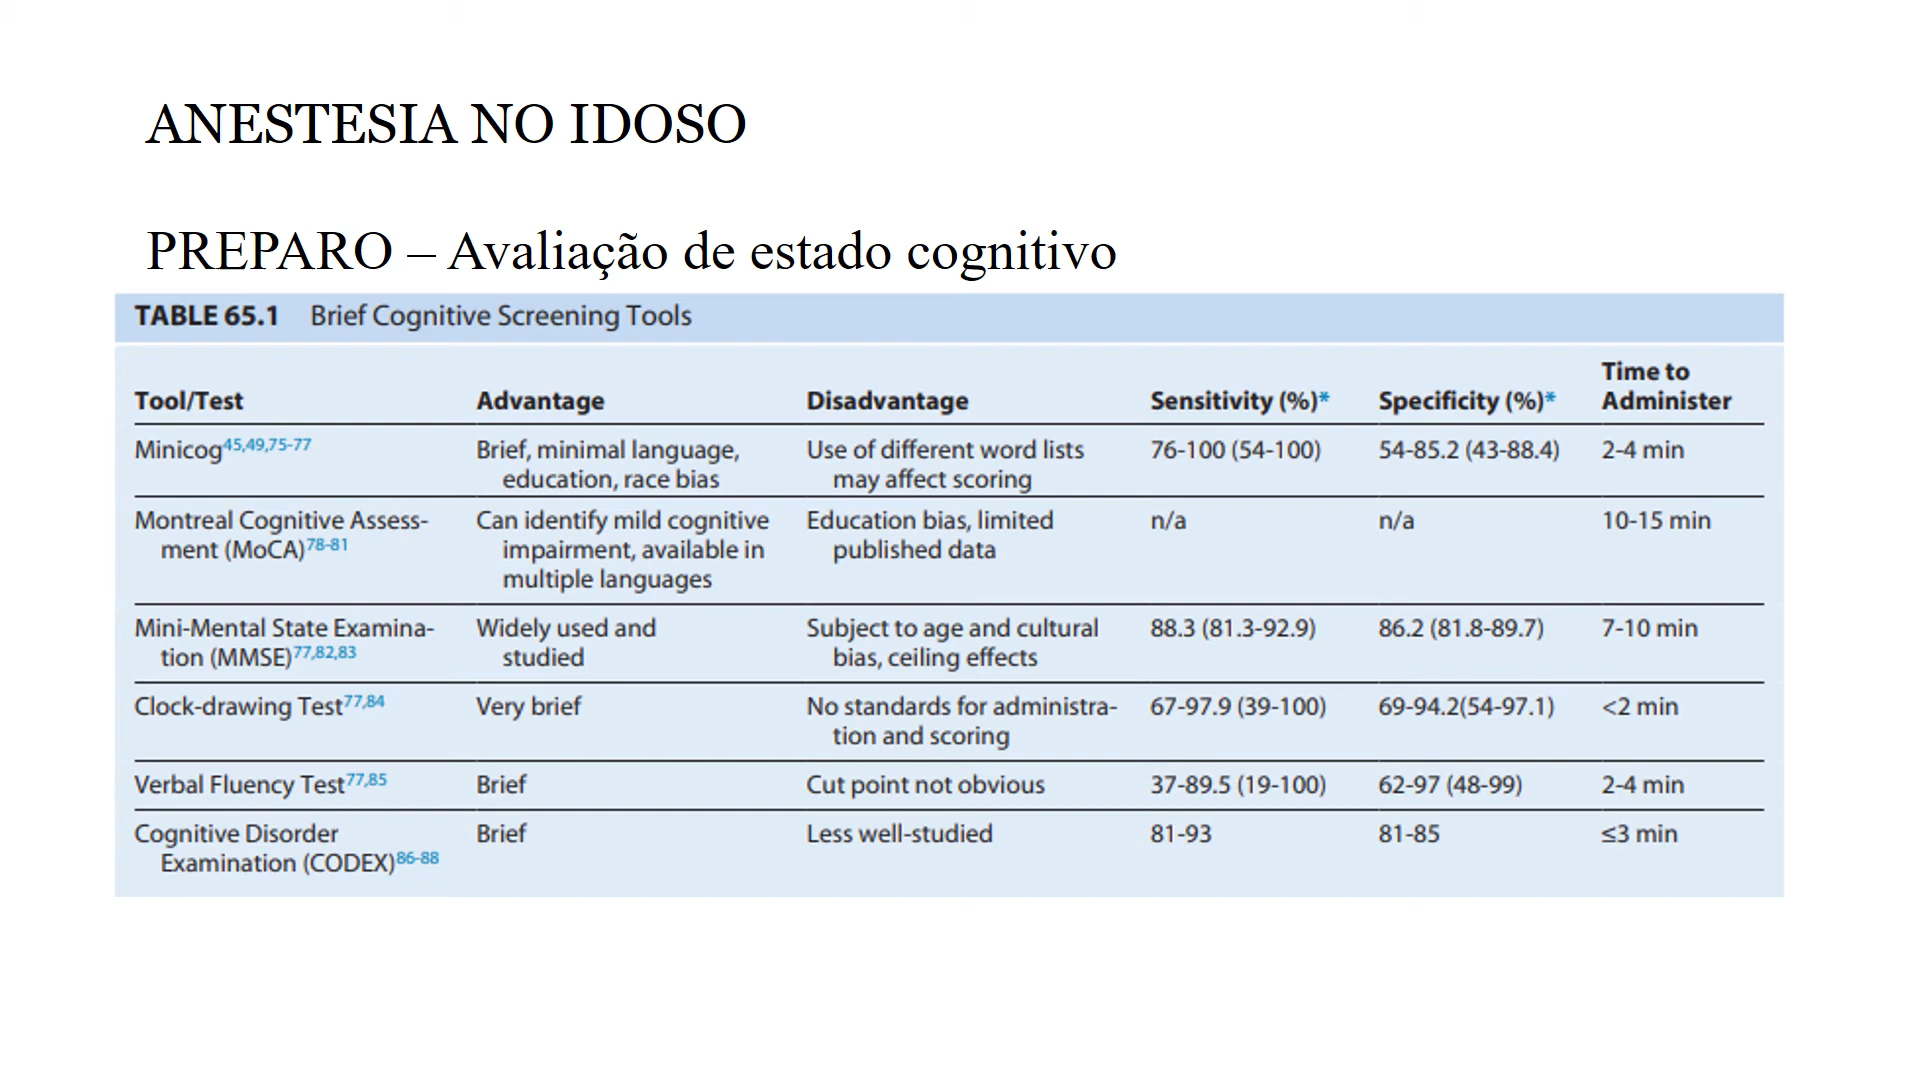 ANESTESIA NO IDOSO
PREPARO – Avaliação de estado cognitivo
TABLE 65.1 Brief Cognitive Screening Tools
Tool/Test Advantage Disadvantage Sensitivity (%)* Specificity (%)* Time to
Administer
Minicog45,49,75-77 Brief, minimal language, Use of different word lists 76-100 (54-100) 54-85.2 (43-88.4) 2-4 min
education, race bias may affect scoring
Montreal Cognitive Assess- Can identify mild cognitive Education bias, limited n/a n/a 10-15 min
ment (MoCA)78-81 impairment, available in published data
multiple languages
Mini-Mental State Examina- Widely used and Subject to age and cultural 88.3 (81.3-92.9) 86.2 (81.8-89.7) 7-10 min
tion (MMSE)77,82,83 studied bias, ceiling effects
Clock-drawing Test77,84 Very brief No standards for administra- 67-97.9 (39-100) 69-94.2(54-97.1) <2 min
tion and scoring
Verbal Fluency Test77,85 Brief Cut point not obvious 37-89.5 (19-100) 62-97 (48-99) 2-4 min
Cognitive Disorder Brief Less well-studied 81-93 81-85 ≤3 min
Examination (CODEX)86-88